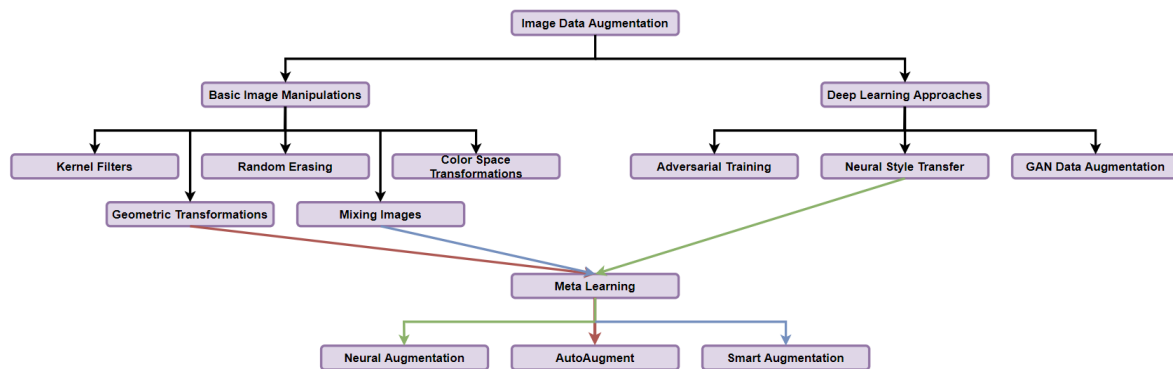 Image Data Augmentation
Basic Image Manipulations
Deep Learning Approaches
Kernel Filters
Random Erasing
Color Space
Transformations
Adversarial Training
Neural Style Transfer
GAN Data Augmentation
Geometric Transformations
Mixing Images
Meta Learning
Neural Augmentation
AutoAugment
Smart Augmentation